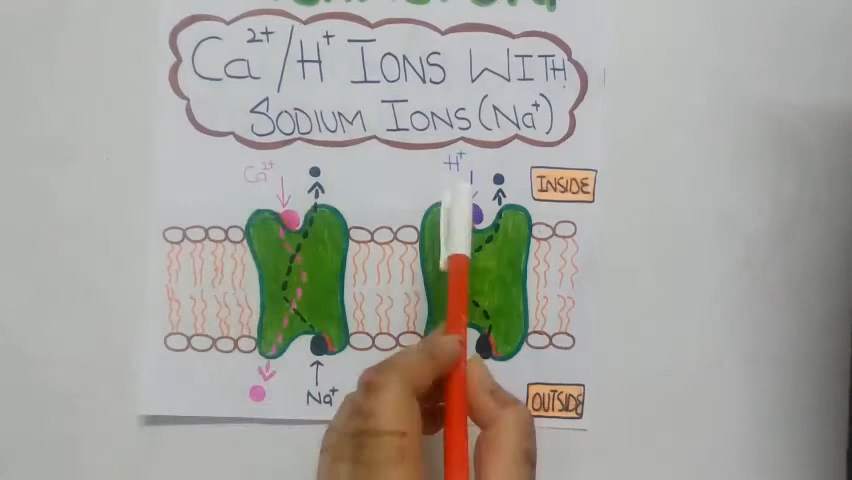 Ca²⁺/H⁺ IONS WITH
SODIUM IONS (Na⁺)
Ca²⁺
H⁺
INSIDE
Na⁺
OUTSIDE